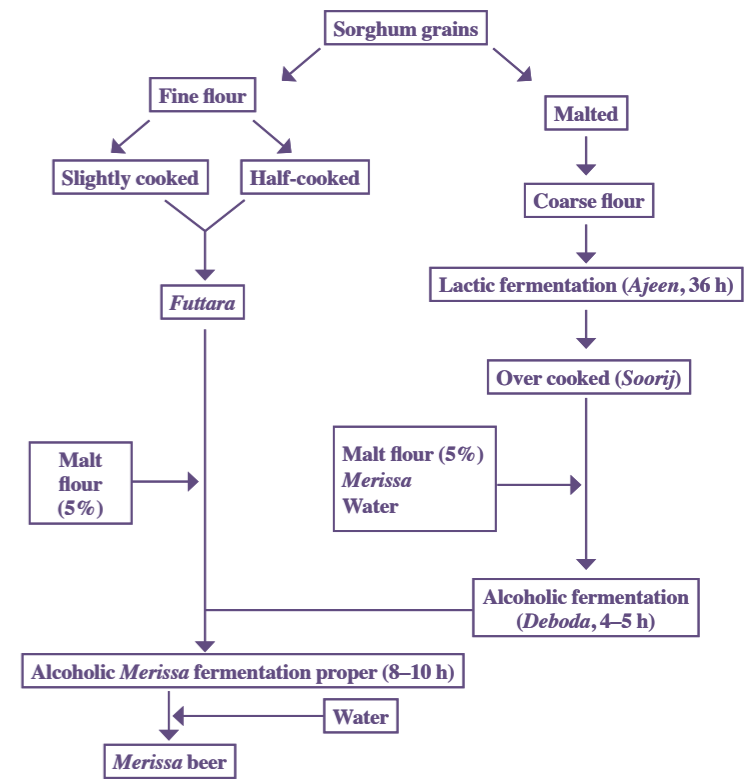 Sorghum grains
Fine flour
Malted
Slightly cooked
Half-cooked
Coarse flour
Lactic fermentation (Ajeen, 36 h)
Futtara
Over cooked (Soorij)
Malt
flour
(5%)
Malt flour (5%)
Merissa
Water
Alcoholic fermentation
(Deboda, 4–5 h)
Alcoholic Merissa fermentation proper (8–10 h)
Water
Merissa beer